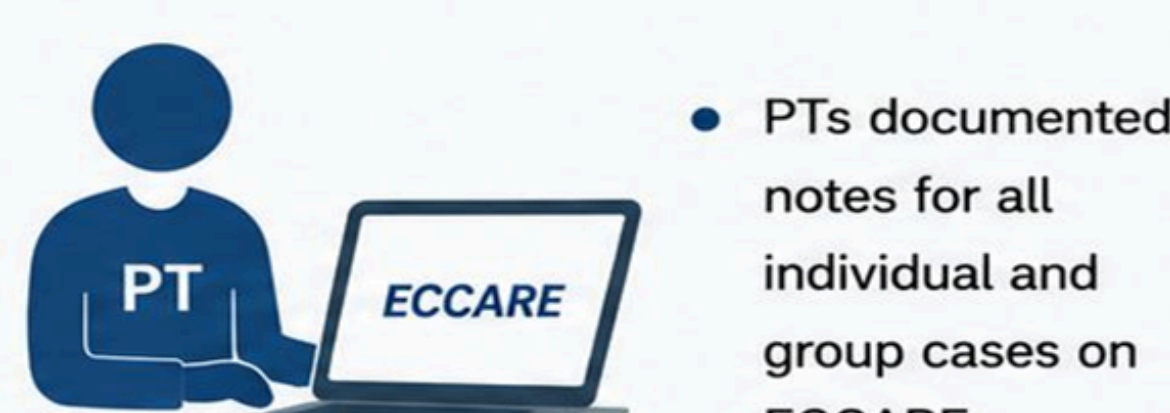 PT
ECCARE
• PTs documented
notes for all
individual and
group cases on